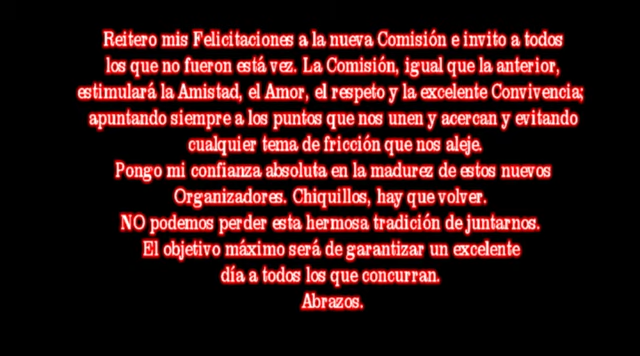 Reitero mis Felicitaciones a la nueva Comisión e invito a todos
los que no fueron está vez. La Comisión, igual que la anterior,
estimulará la Amistad, el Amor, el respeto y la excelente Convivencia;
apuntando siempre a los puntos que nos unen y acercan y evitando
cualquier tema de fricción que nos aleje.
Pongo mi confianza absoluta en la madurez de estos nuevos
Organizadores. Chiquillos, hay que volver.
NO podemos perder esta hermosa tradición de juntarnos.
El objetivo máximo será de garantizar un excelente
día a todos los que concurran.
Abrazos.